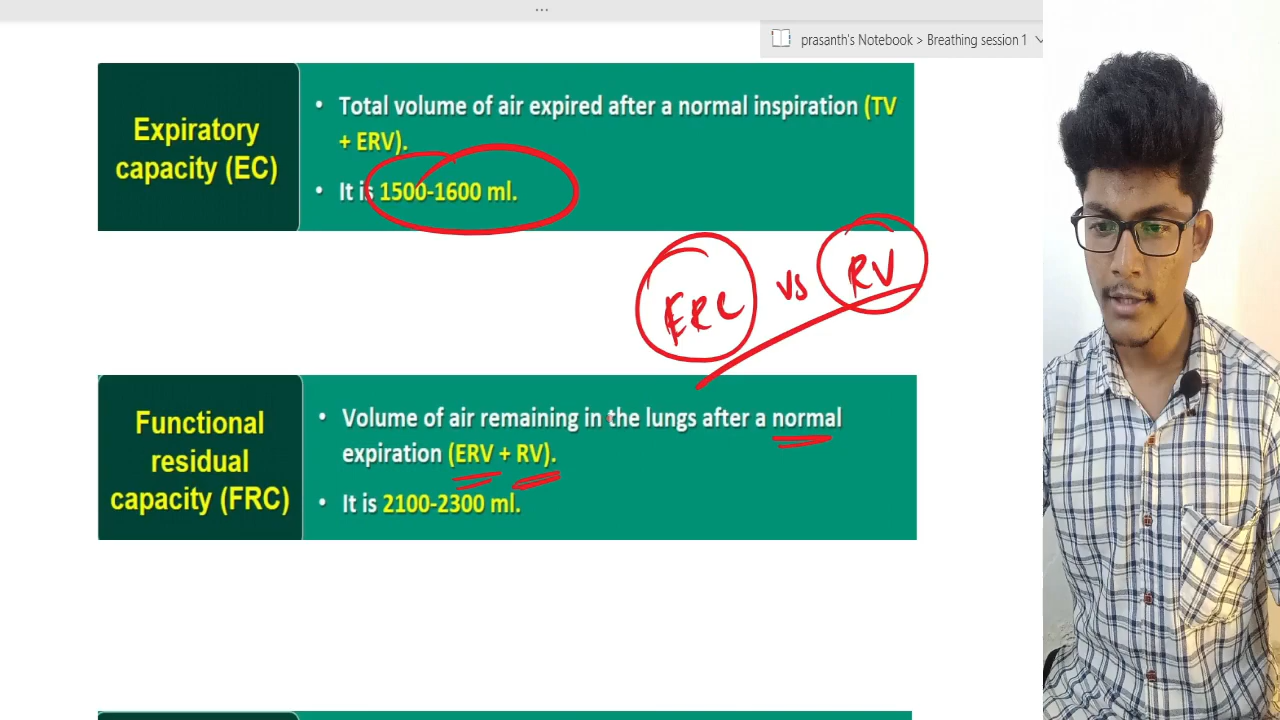 ...
prasanth's Notebook > Breathing session 1
Expiratory
capacity (EC)
• Total volume of air expired after a normal inspiration (TV
+ ERV).
• It is 1500-1600 ml.
ERC vs RV
Functional
residual
capacity (FRC)
• Volume of air remaining in the lungs after a normal
expiration (ERV + RV).
• It is 2100-2300 ml.